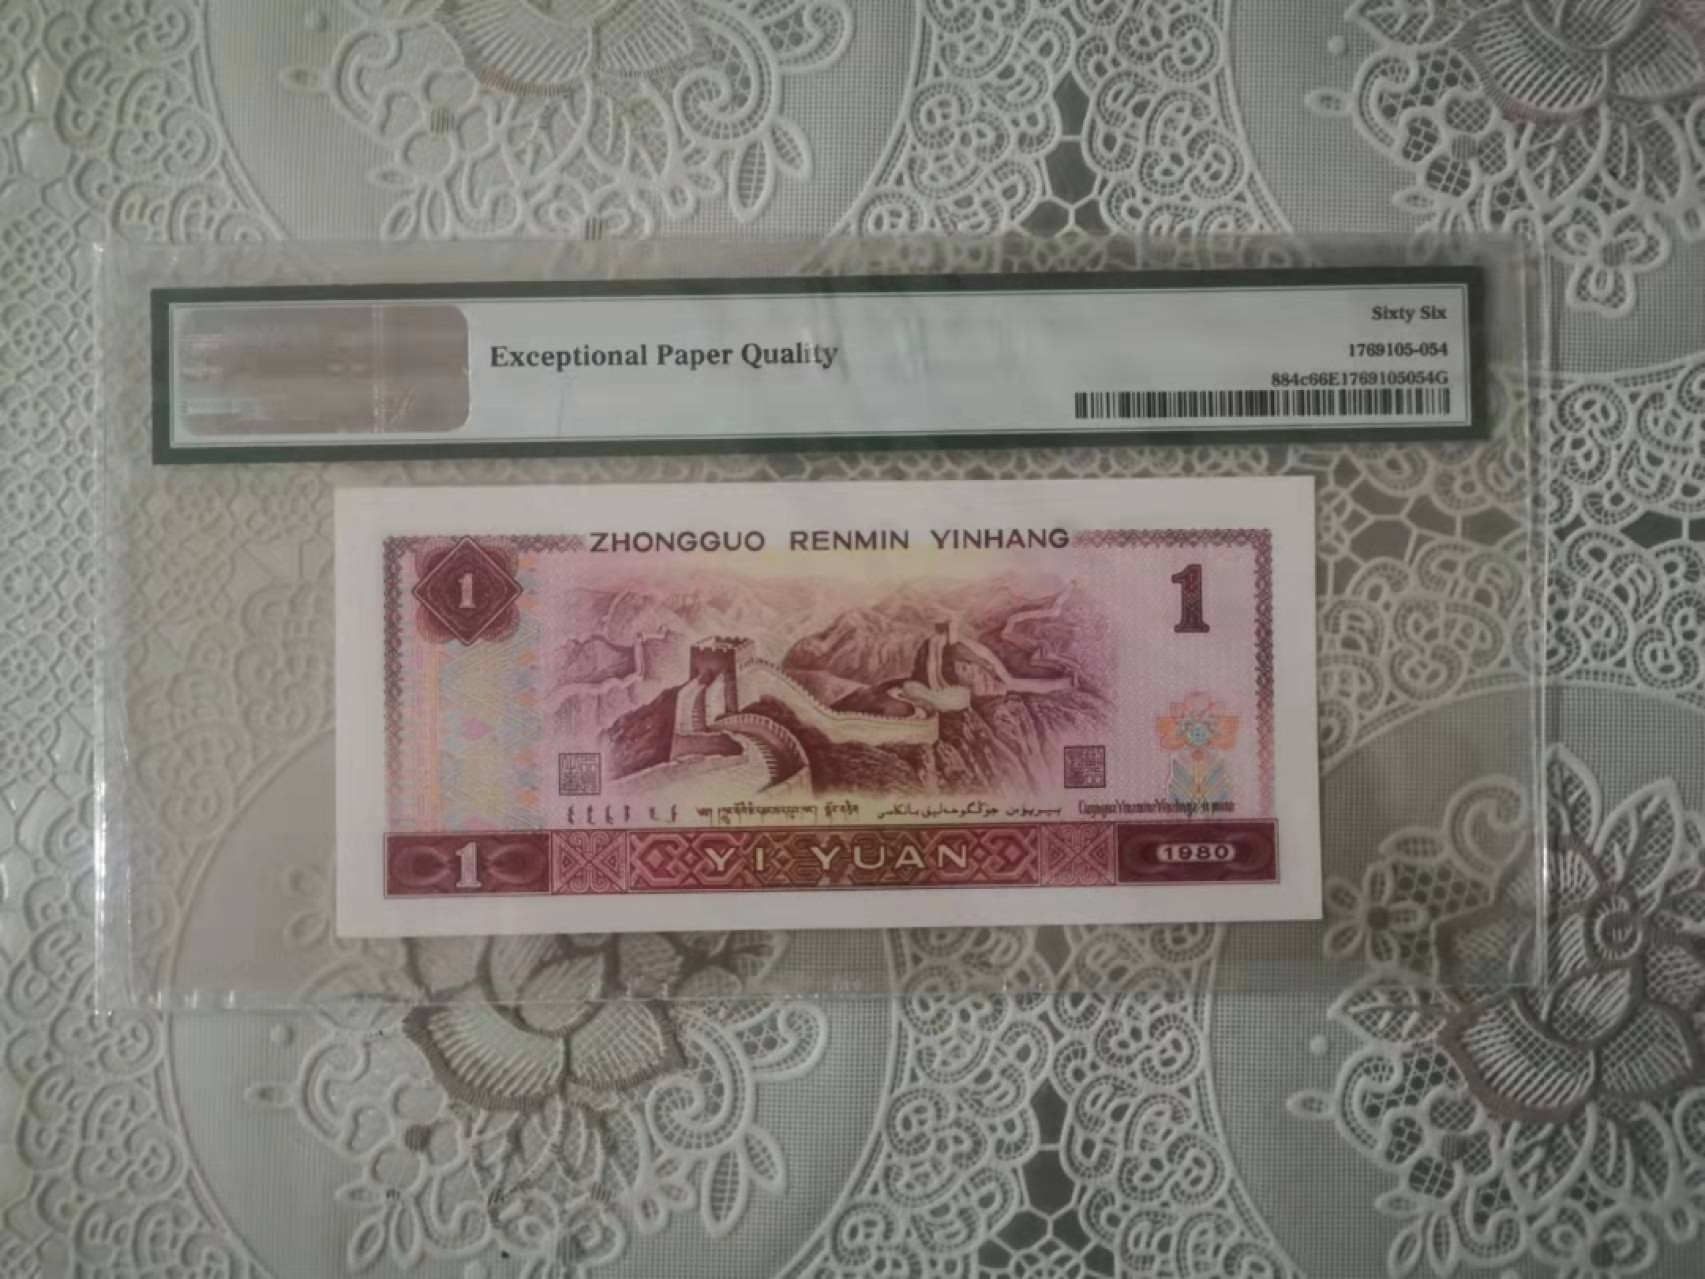 Sixty Six
Exceptional Paper Quality
1769105-054
884c66E1769105054G
ZHONGGUO RENMIN YINHANG
1
1
1
YI YUAN
1980